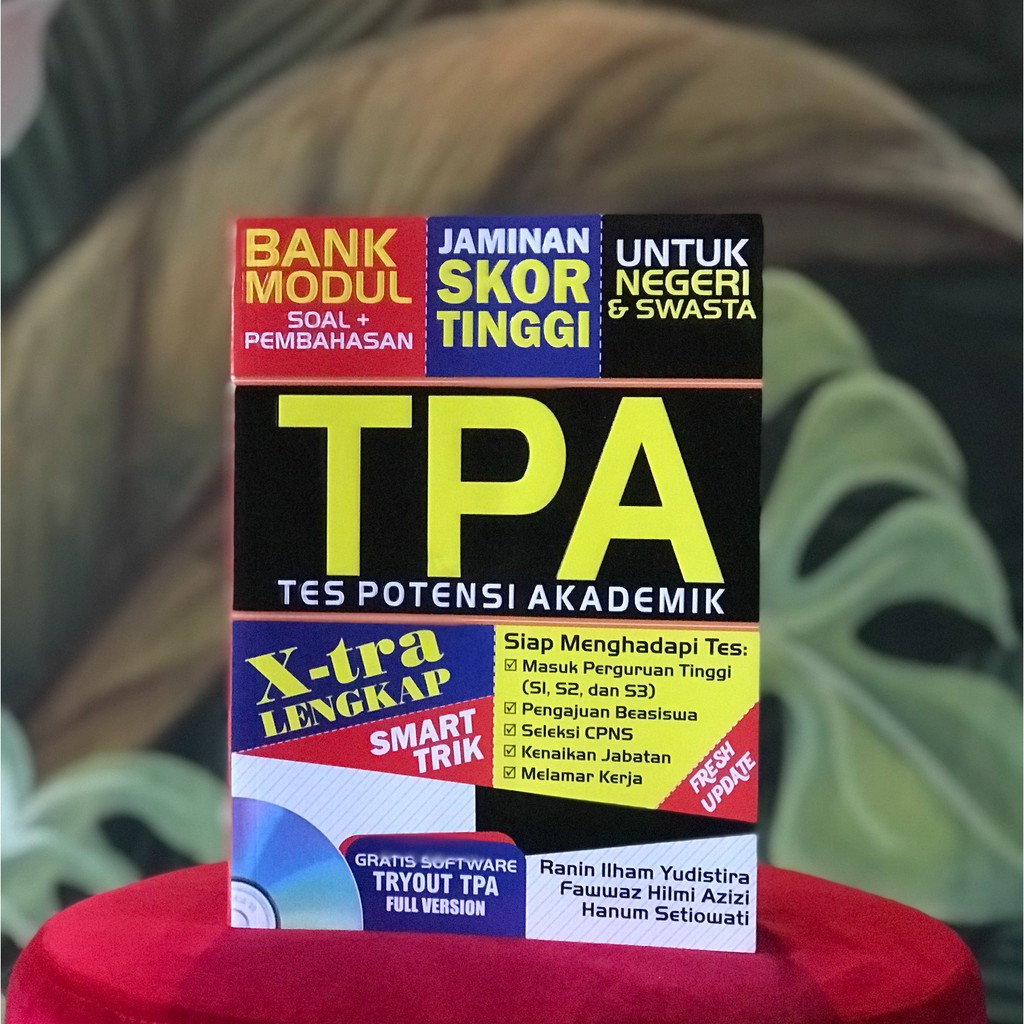 BANK
MODUL
SOAL +
PEMBAHASAN
JAMINAN
SKOR
TINGGI
UNTUK
NEGERI
& SWASTA
TPA
TES POTENSI AKADEMIK
X-tra
LENGKAP
SMART
TRIK
Siap Menghadapi Tes:
☑ Masuk Perguruan Tinggi
(S1, S2, dan S3)
☑ Pengajuan Beasiswa
☑ Seleksi CPNS
☑ Kenaikan Jabatan
☑ Melamar Kerja
FRESH
UPDATE
GRATIS SOFTWARE
TRYOUT TPA
FULL VERSION
Ranin Ilham Yudistira
Fawwaz Hilmi Azizi
Hanum Setiowati